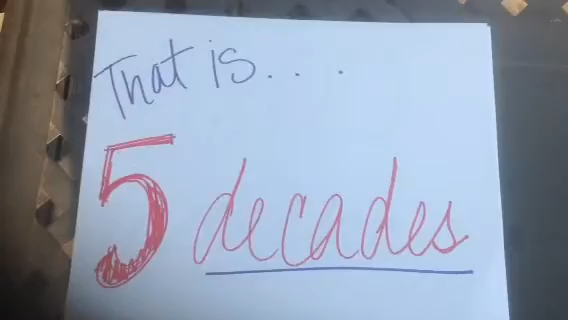 That is. . .
5 decades